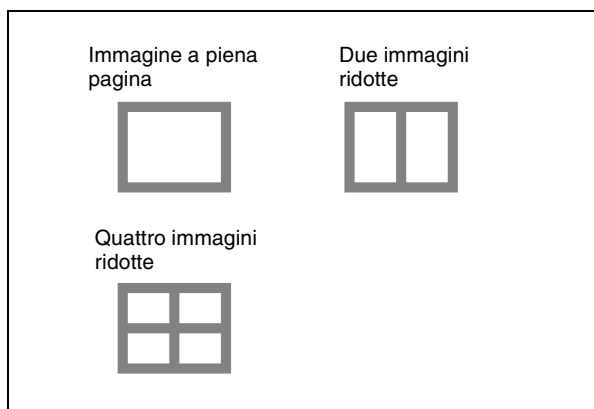 Immagine a piena
pagina
Due immagini
ridotte
Quattro immagini
ridotte